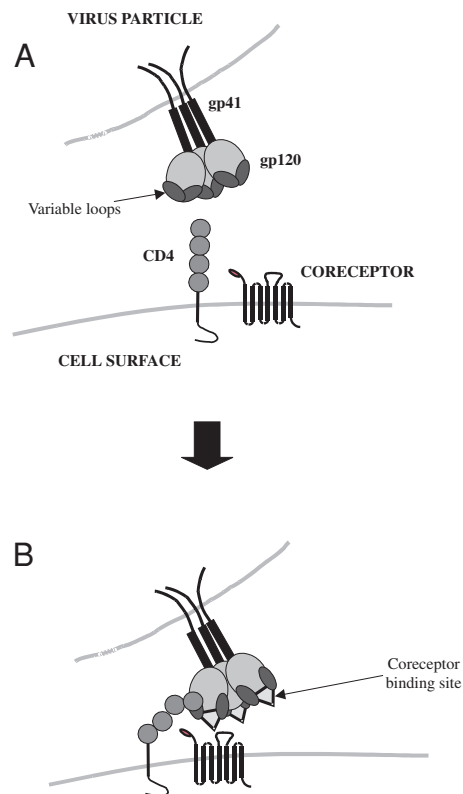 VIRUS PARTICLE
A
gp41
gp120
Variable loops
CD4
CORECEPTOR
CELL SURFACE
B
Coreceptor
binding site